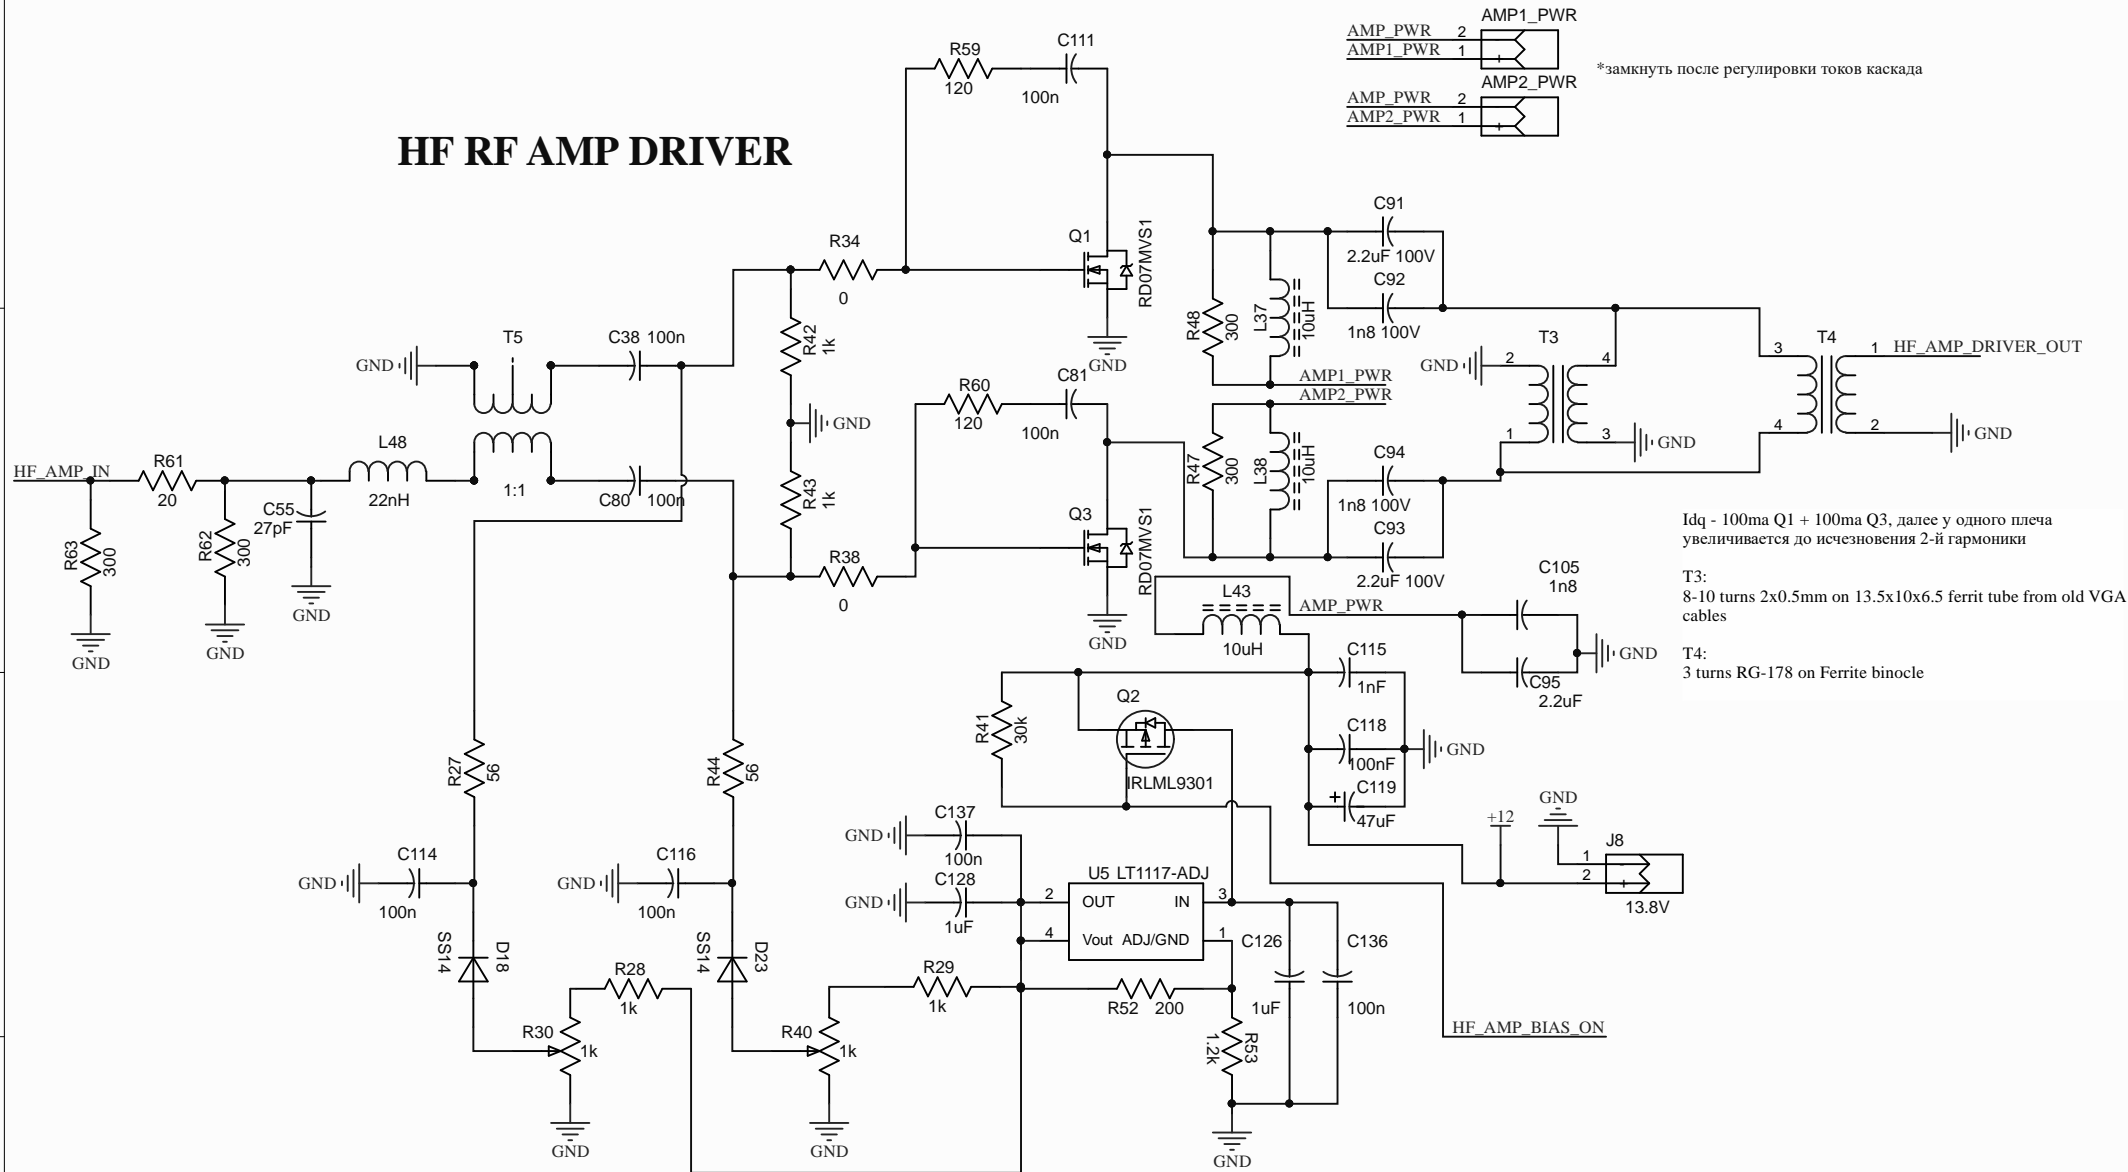 AMP1_PWR
AMP_PWR 2
AMP1_PWR 1
*замкнуть после регулировки токов каскада
AMP2_PWR
AMP_PWR 2
AMP2_PWR 1
HF RF AMP DRIVER
R59
120
C111
100n
Q1
RD07MVS1
GND
R34
0
R42
1k
GND
R43
1k
R38
0
T5
1:1
GND
C38 100n
C80 100n
L48
22nH
HF_AMP_IN
R61
20
R63
300
GND
R62
300
GND
C55
27pF
GND
R60
120
C81
100n
Q3
RD07MVS1
GND
R48
300
L37
10uH
AMP1_PWR
AMP2_PWR
R47
300
L38
10uH
C91
2.2uF 100V
C92
1n8 100V
C94
1n8 100V
C93
2.2uF 100V
T3
GND
2
4
1
3
GND
T4
3
4
1
2
HF_AMP_DRIVER_OUT
GND
Idq - 100ma Q1 + 100ma Q3, далее у одного плеча
увеличивается до исчезновения 2-й гармоники
T3:
8-10 turns 2x0.5mm on 13.5x10x6.5 ferrit tube from old VGA
cables
T4:
3 turns RG-178 on Ferrite binocle
L43
10uH
AMP_PWR
C105
1n8
GND
C95
2.2uF
C115
1nF
C118
100nF
GND
C119
47uF
Q2
IRLML9301
R41
30k
R27
56
R44
56
GND
C114
100n
GND
C116
100n
SS14
D18
SS14
D23
R28
1k
R30
1k
GND
R29
1k
R40
1k
GND
GND
C137
100n
GND
C128
1uF
U5 LT1117-ADJ
2 OUT IN 3
4 Vout ADJ/GND 1
C126
1uF
C136
100n
R52 200
R53
1.2k
GND
HF_AMP_BIAS_ON
+12
GND
J8
1
2
13.8V